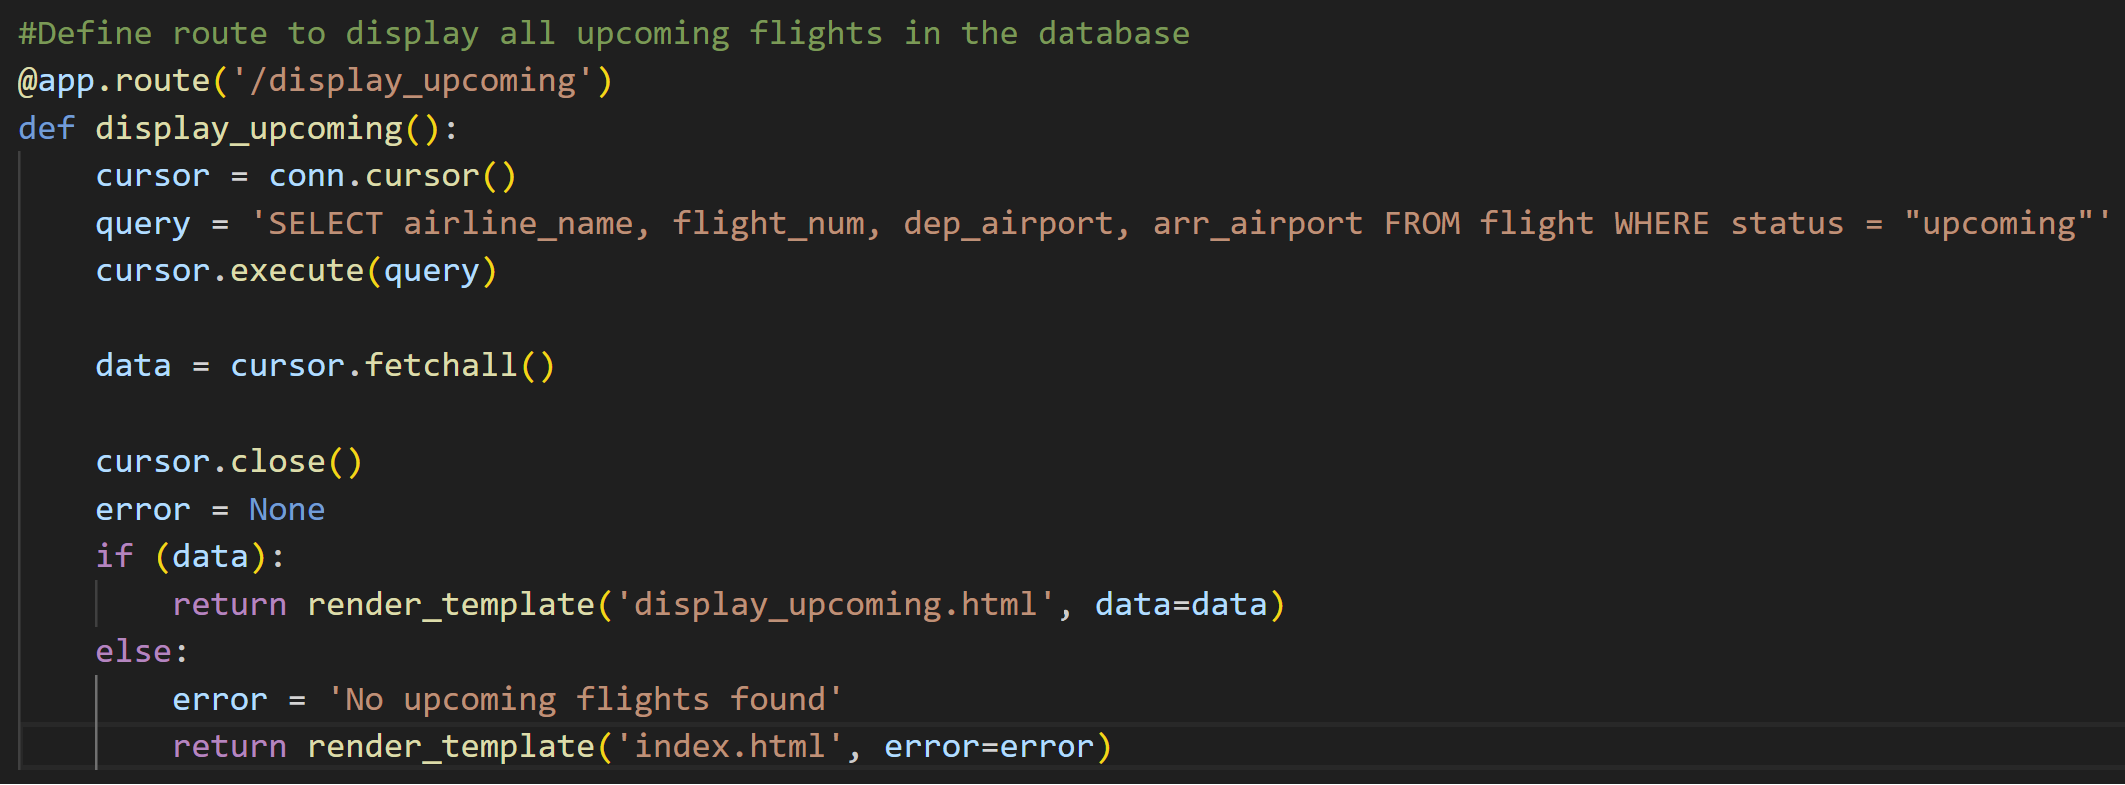 #Define route to display all upcoming flights in the database
@app.route('/display_upcoming')
def display_upcoming():
    cursor = conn.cursor()
    query = 'SELECT airline_name, flight_num, dep_airport, arr_airport FROM flight WHERE status = "upcoming"'
    cursor.execute(query)

    data = cursor.fetchall()

    cursor.close()
    error = None
    if (data):
        return render_template('display_upcoming.html', data=data)
    else:
        error = 'No upcoming flights found'
        return render_template('index.html', error=error)